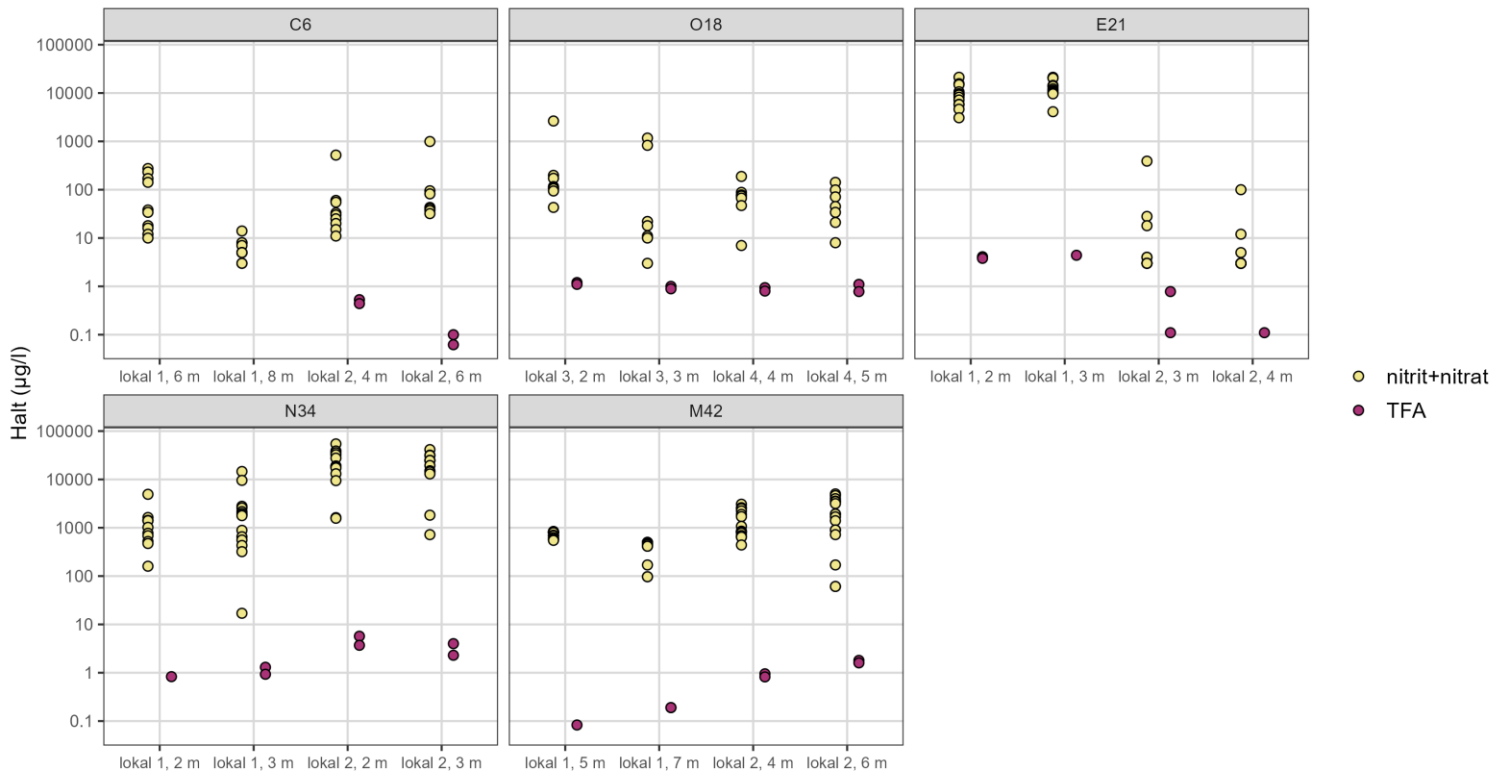 C6 O18 E21
100000
10000
1000
100
10
1
0.1
lokal 1, 6 m lokal 1, 8 m lokal 2, 4 m lokal 2, 6 m lokal 3, 2 m lokal 3, 3 m lokal 4, 4 m lokal 4, 5 m lokal 1, 2 m lokal 1, 3 m lokal 2, 3 m lokal 2, 4 m
Halt (µg/l)
nitrit+nitrat
TFA
N34 M42
100000
10000
1000
100
10
1
0.1
lokal 1, 2 m lokal 1, 3 m lokal 2, 2 m lokal 2, 3 m lokal 1, 5 m lokal 1, 7 m lokal 2, 4 m lokal 2, 6 m